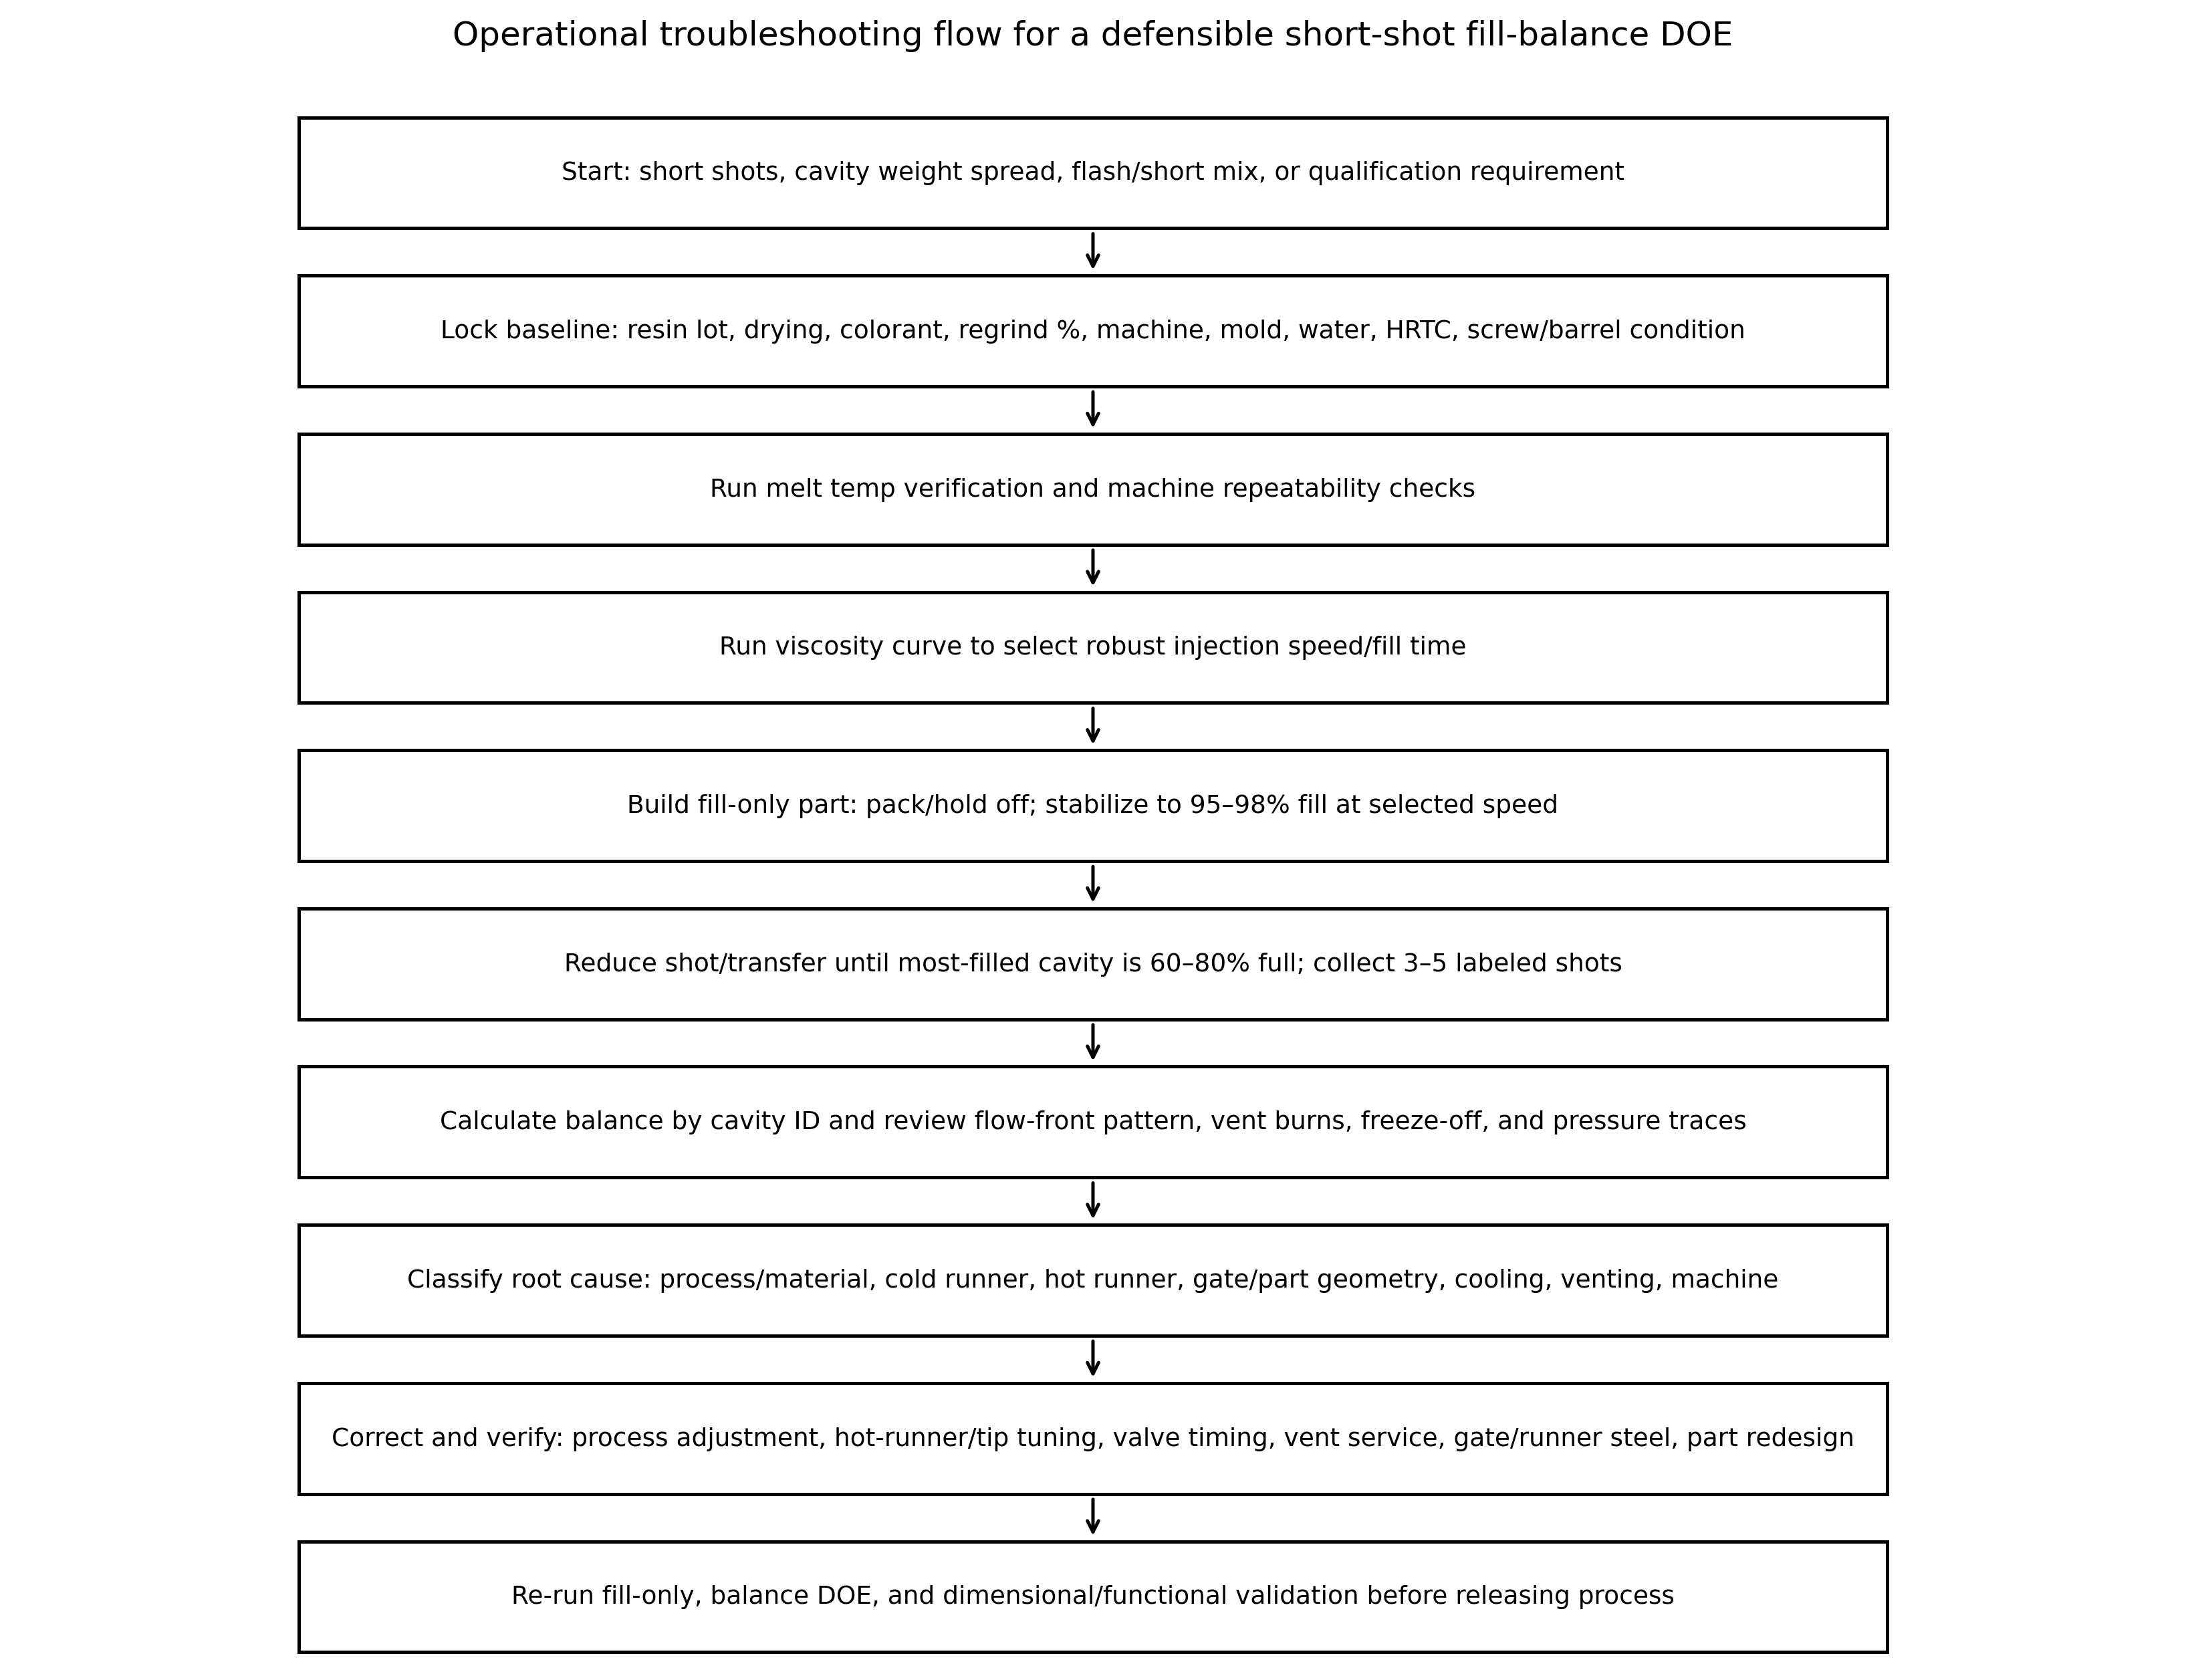 Operational troubleshooting flow for a defensible short-shot fill-balance DOE
Start: short shots, cavity weight spread, flash/short mix, or qualification requirement
Lock baseline: resin lot, drying, colorant, regrind %, machine, mold, water, HRTC, screw/barrel condition
Run melt temp verification and machine repeatability checks
Run viscosity curve to select robust injection speed/fill time
Build fill-only part: pack/hold off; stabilize to 95–98% fill at selected speed
Reduce shot/transfer until most-filled cavity is 60–80% full; collect 3–5 labeled shots
Calculate balance by cavity ID and review flow-front pattern, vent burns, freeze-off, and pressure traces
Classify root cause: process/material, cold runner, hot runner, gate/part geometry, cooling, venting, machine
Correct and verify: process adjustment, hot-runner/tip tuning, valve timing, vent service, gate/runner steel, part redesign
Re-run fill-only, balance DOE, and dimensional/functional validation before releasing process